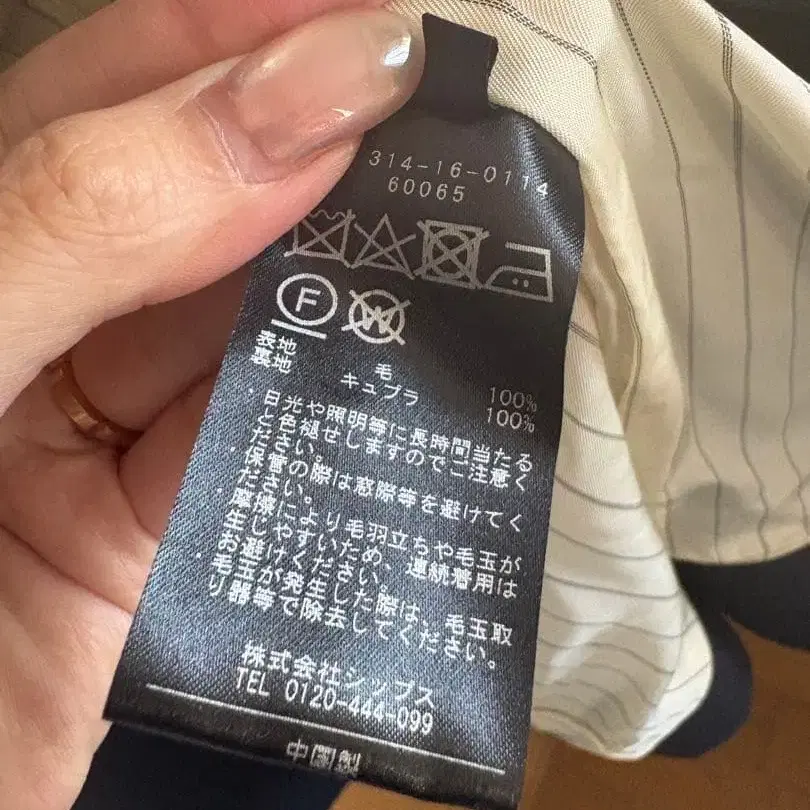 314-16-0114
60065
F W
表地 毛 100%
裏地 キュプラ 100%
・日光や照明等に長時間当たる
と色褪せしますのでご注意く
ださい。
・保管の際は窓際等を避けてく
ださい。
・摩擦により毛羽立ちや毛玉が
生じやすいため、連続着用は
お避けください。
・毛玉が発生した際は、毛玉取
り器等で除去してください。
株式会社シップス
TEL 0120-444-099
中国製